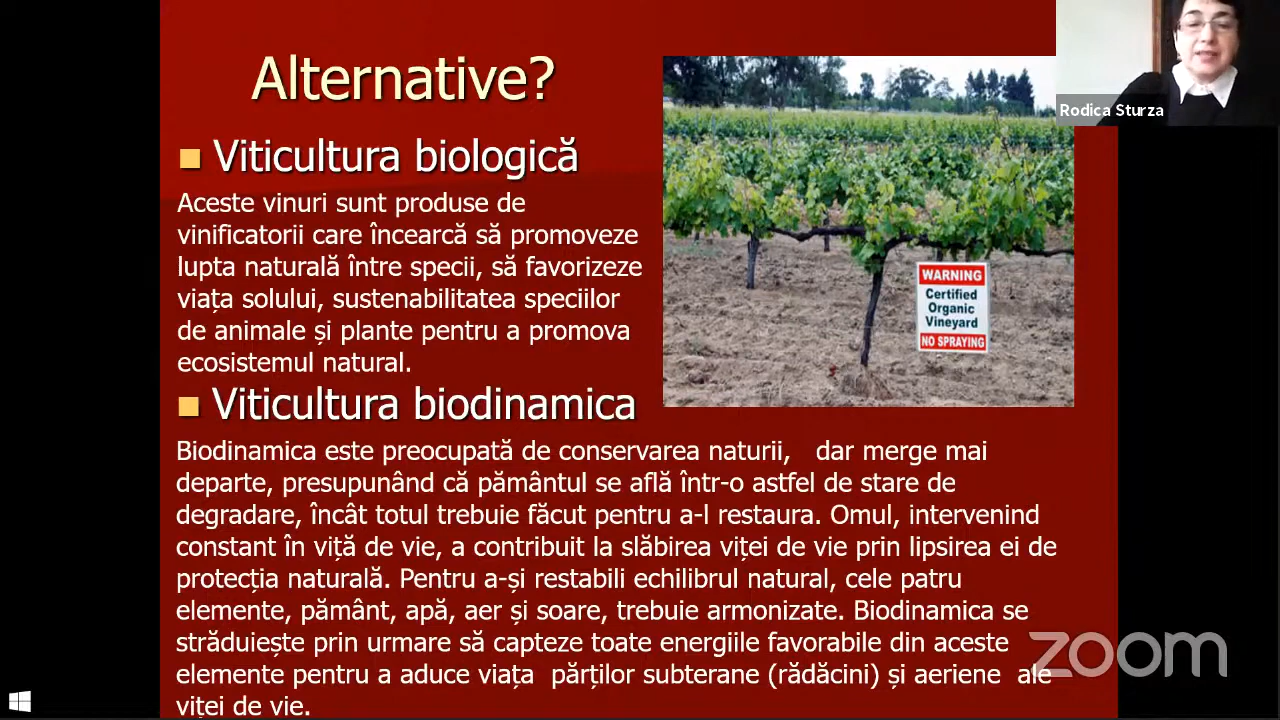 Alternative?
Viticultura biologică
Aceste vinuri sunt produse de
vinificatorii care încearcă să promoveze
lupta naturală între specii, să favorizeze
viața solului, sustenabilitatea speciilor
de animale și plante pentru a promova
ecosistemul natural.
WARNING
Certified
Organic
Vineyard
NO SPRAYING
Rodica Sturza
Viticultura biodinamica
Biodinamica este preocupată de conservarea naturii, dar merge mai
departe, presupunând că pământul se află într-o astfel de stare de
degradare, încât totul trebuie făcut pentru a-l restaura. Omul, intervenind
constant în viță de vie, a contribuit la slăbirea viței de vie prin lipsirea ei de
protecția naturală. Pentru a-și restabili echilibrul natural, cele patru
elemente, pământ, apă, aer și soare, trebuie armonizate. Biodinamica se
străduiește prin urmare să capteze toate energiile favorabile din aceste
elemente pentru a aduce viața părților subterane (rădăcini) și aeriene ale
viței de vie.
zoom